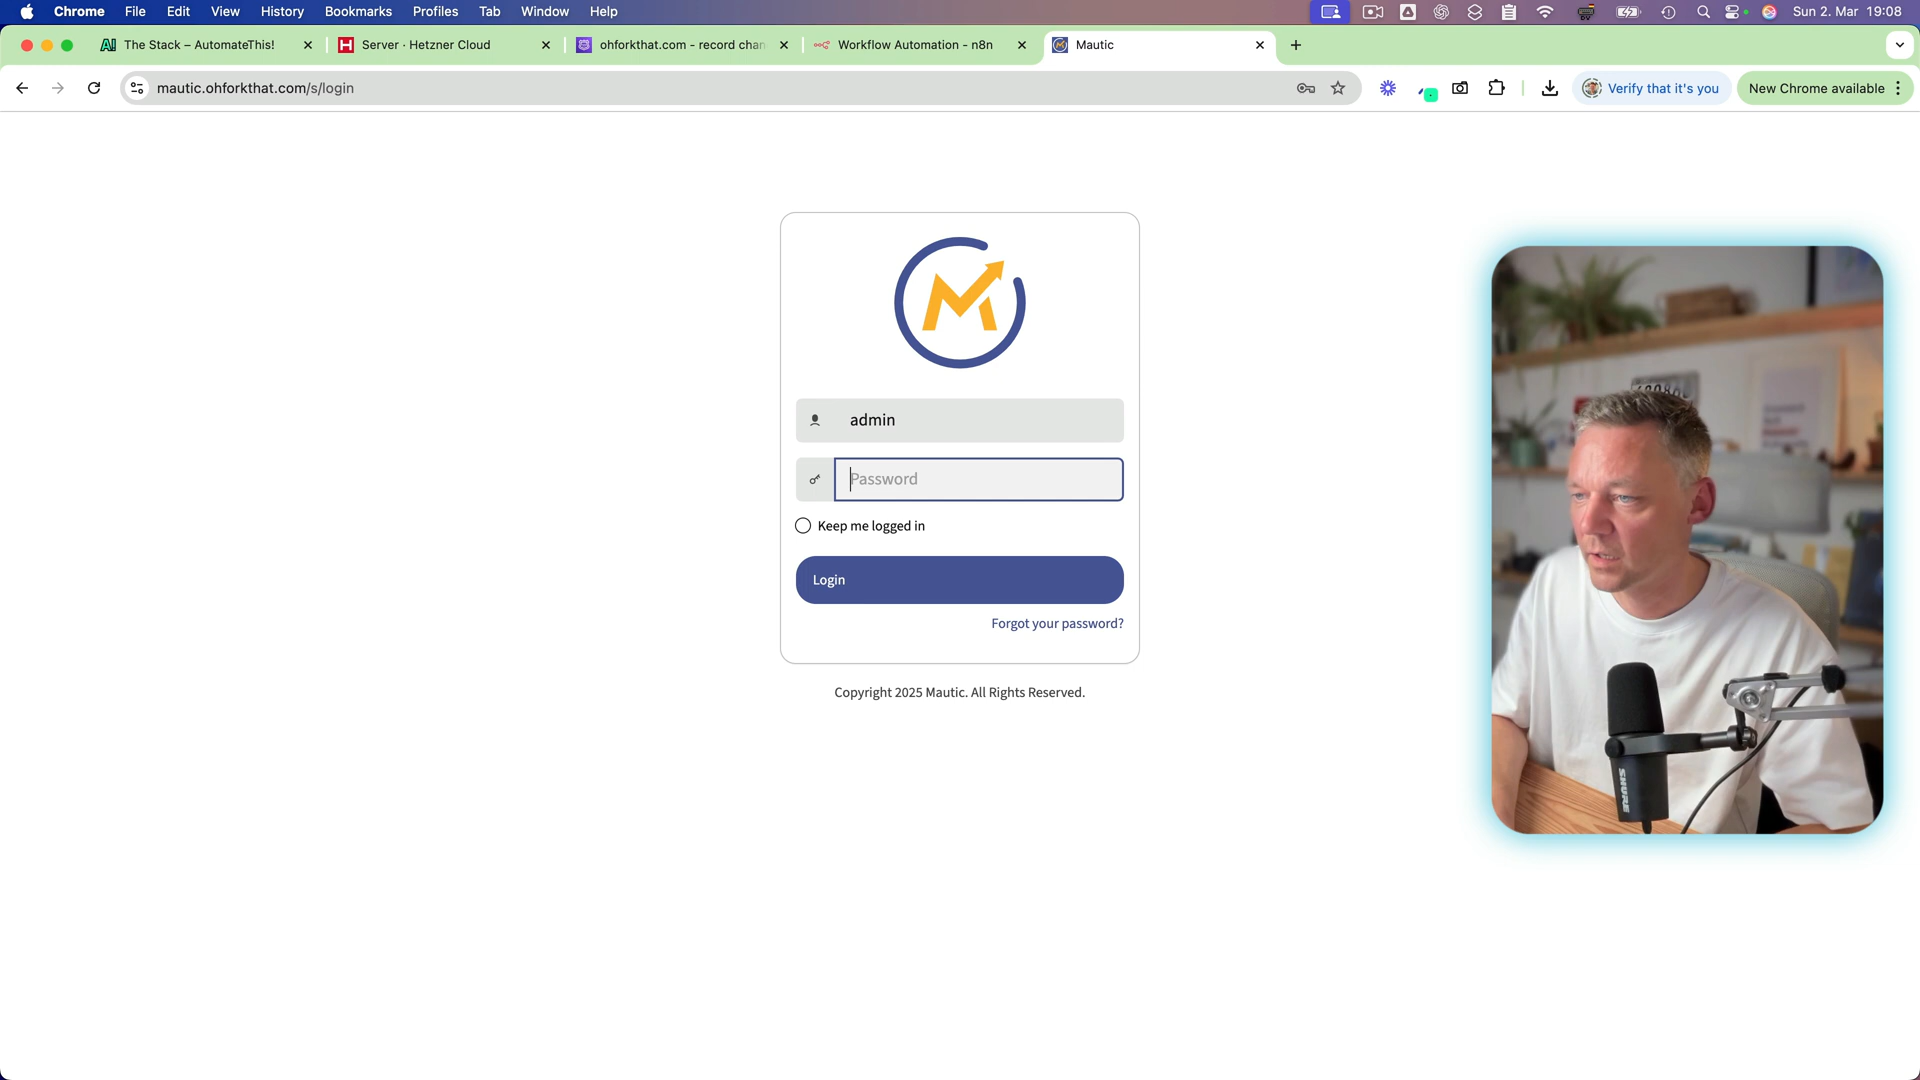 Chrome File Edit View History Bookmarks Profiles Tab Window Help Sun 2. Mar 19:08
The Stack – AutomateThis! Server · Hetzner Cloud ohforkthat.com - record chan Workflow Automation - n8n Mautic
mautic.ohforkthat.com/s/login Verify that it's you New Chrome available
admin
Password
Keep me logged in
Login
Forgot your password?
Copyright 2025 Mautic. All Rights Reserved.
SHURE